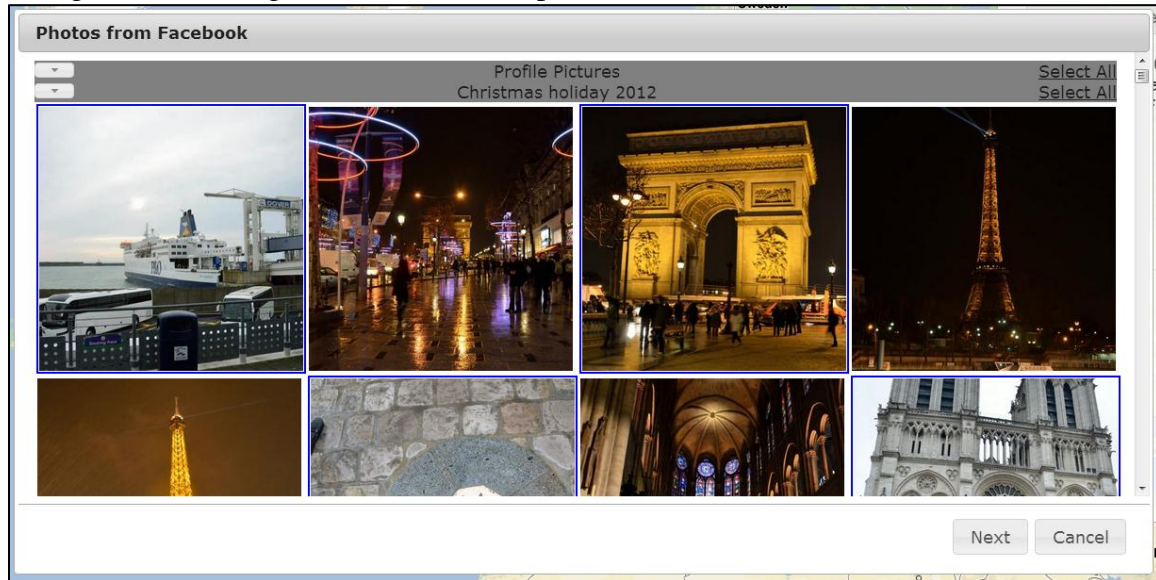 Photos from Facebook
Profile Pictures Select All
Christmas holiday 2012 Select All
DOVER
P&O
Next Cancel